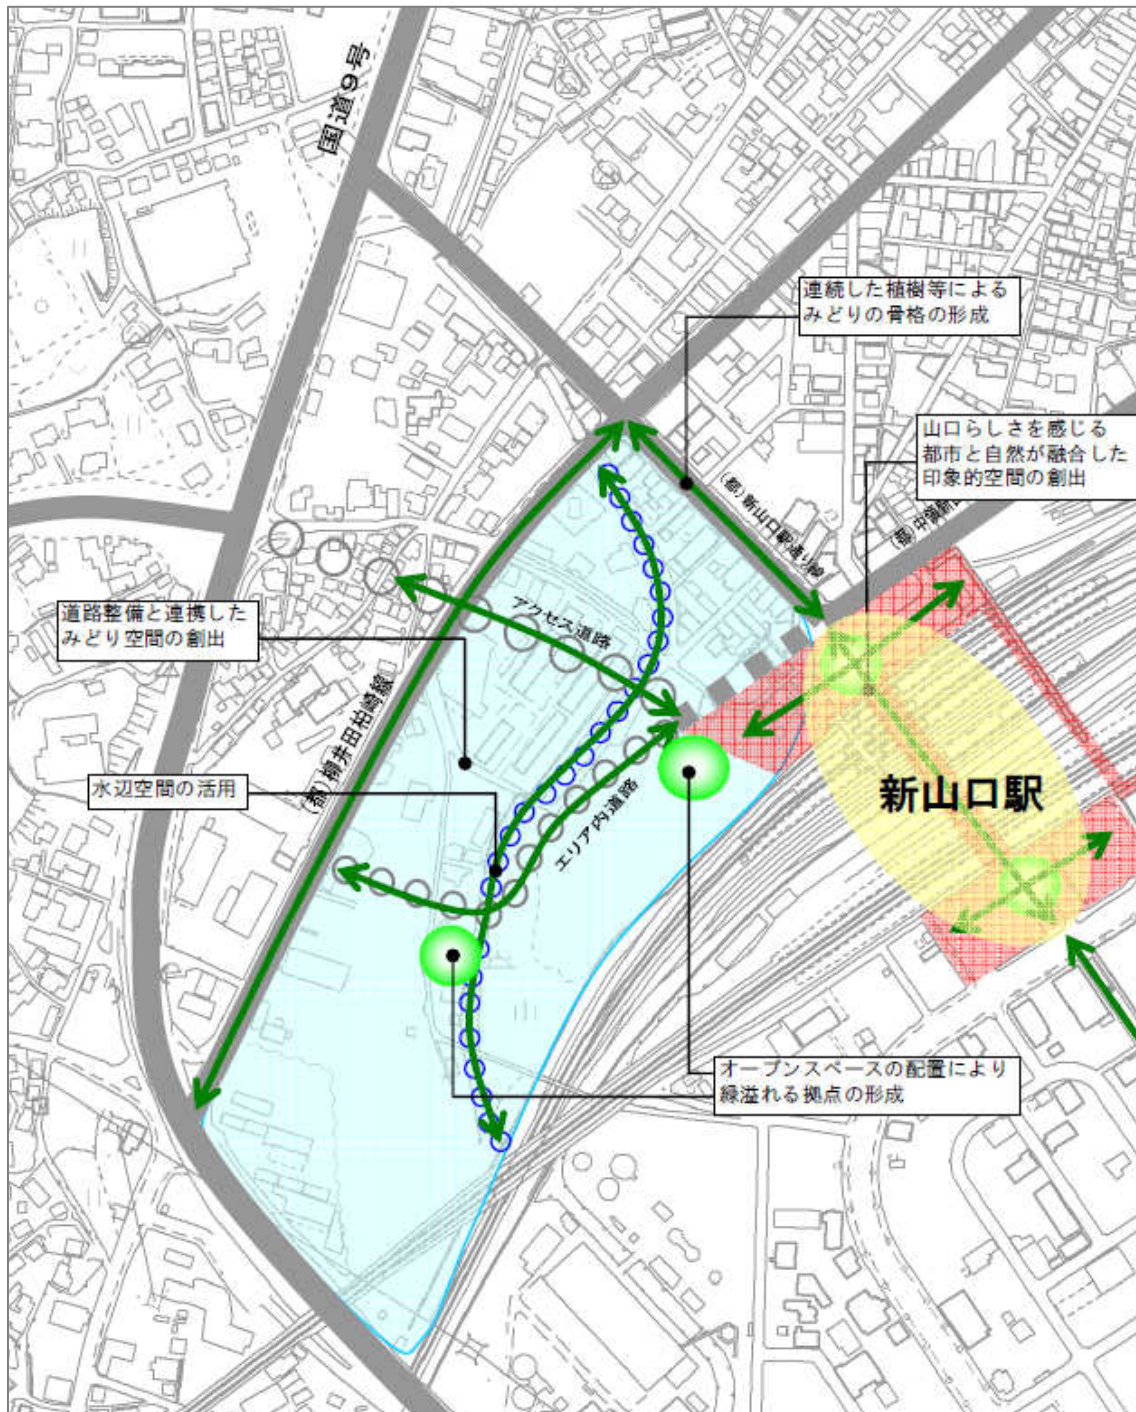 国道9号
連続した植樹等による
みどりの骨格の形成
山口らしさを感じる
都市と自然が融合した
印象的空間の創出
(都)新山口駅通り線
道路整備と連携した
みどり空間の創出
アクセス道路
(都)柳井田柏崎線
水辺空間の活用
エリア内道路
新山口駅
オープンスペースの配置により
緑溢れる拠点の形成